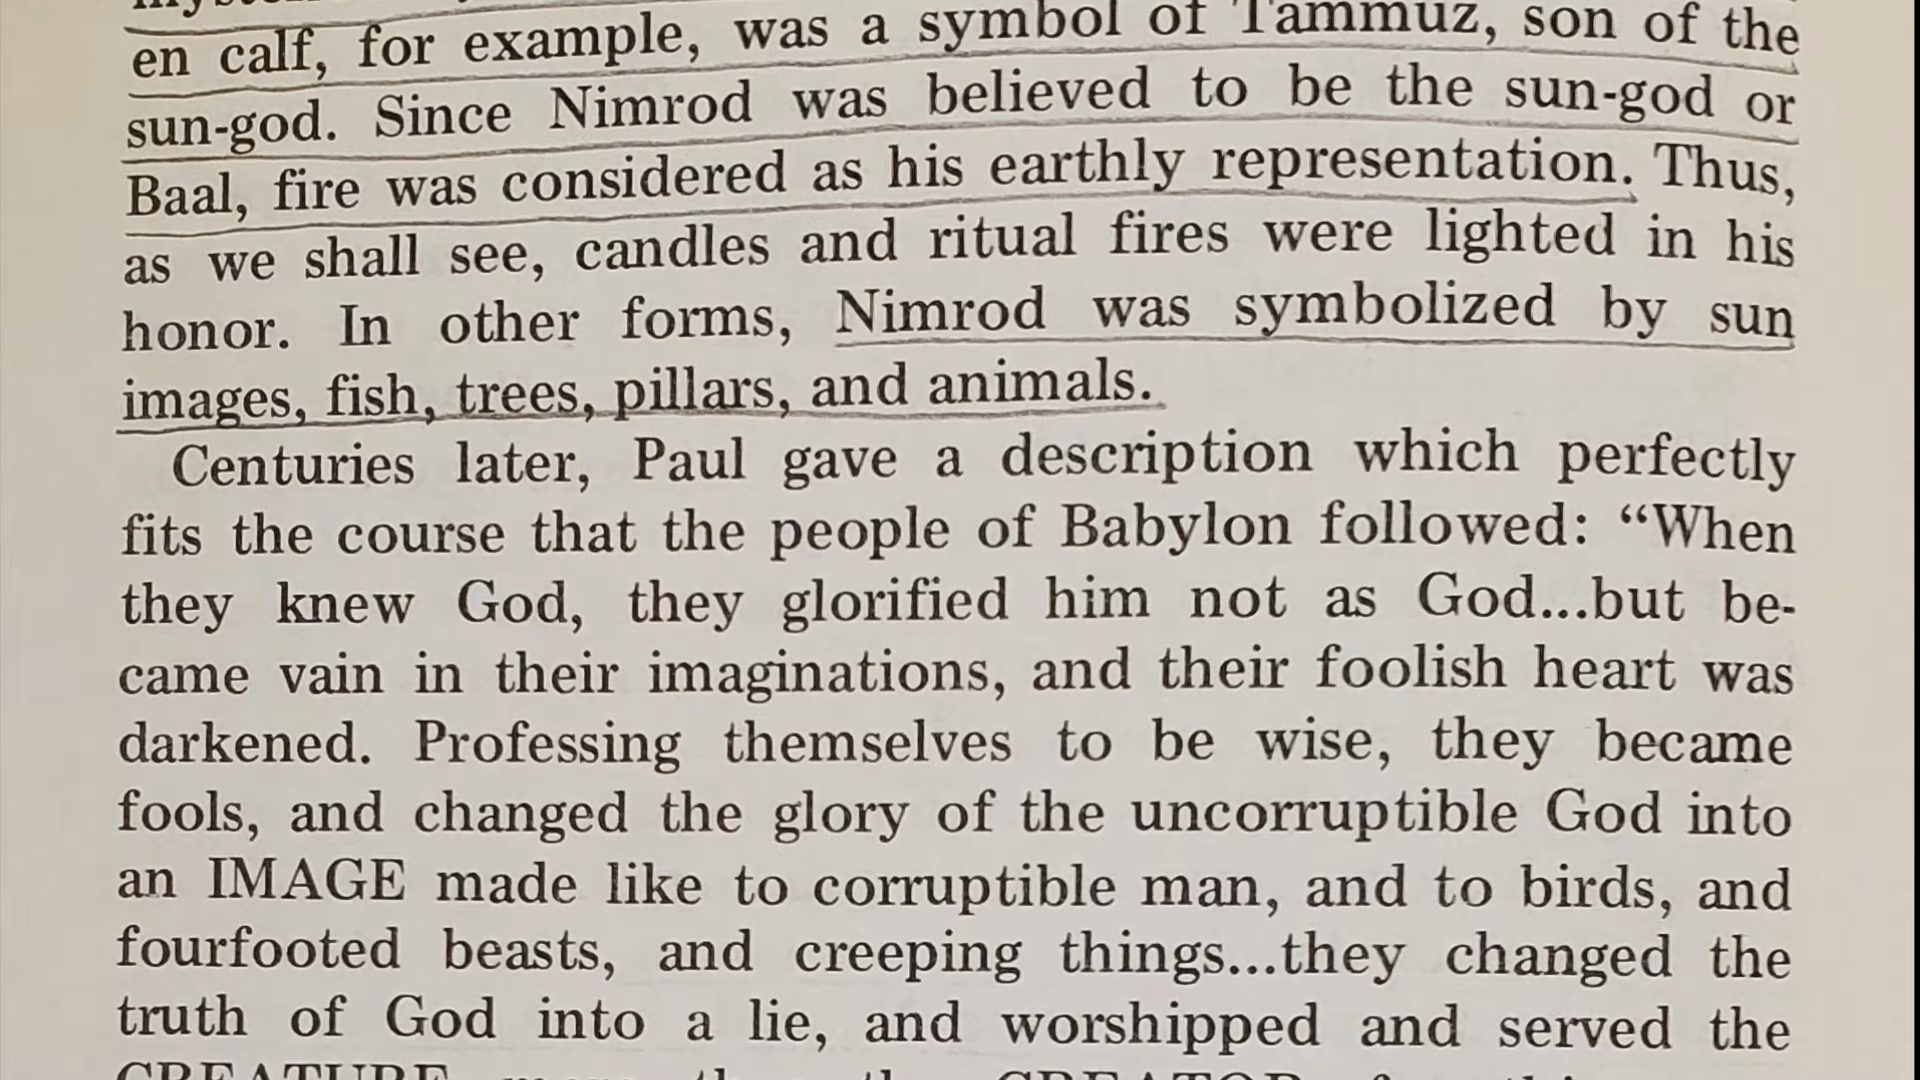 en calf, for example, was a symbol of Tammuz, son of the
sun-god. Since Nimrod was believed to be the sun-god or
Baal, fire was considered as his earthly representation. Thus,
as we shall see, candles and ritual fires were lighted in his
honor. In other forms, Nimrod was symbolized by sun
images, fish, trees, pillars, and animals.
Centuries later, Paul gave a description which perfectly
fits the course that the people of Babylon followed: “When
they knew God, they glorified him not as God...but be-
came vain in their imaginations, and their foolish heart was
darkened. Professing themselves to be wise, they became
fools, and changed the glory of the uncorruptible God into
an IMAGE made like to corruptible man, and to birds, and
fourfooted beasts, and creeping things...they changed the
truth of God into a lie, and worshipped and served the
CREATURE more than the CREATOR